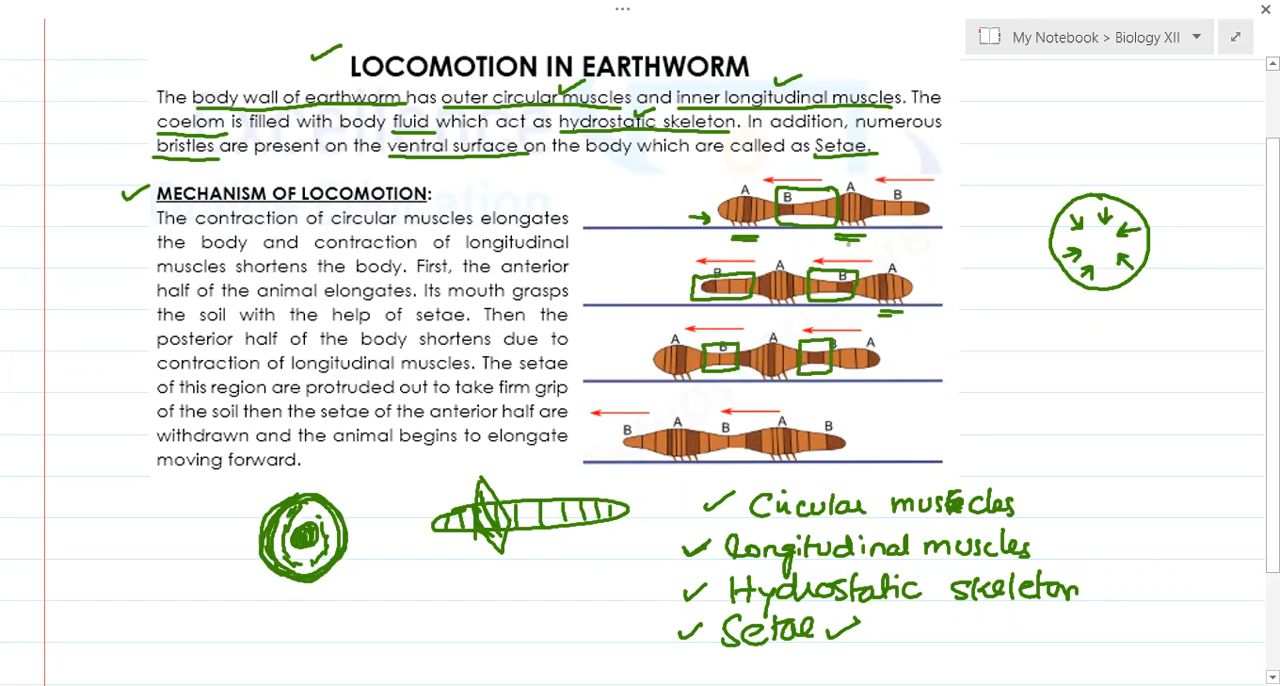 My Notebook > Biology XII
LOCOMOTION IN EARTHWORM
The body wall of earthworm has outer circular muscles and inner longitudinal muscles. The
coelom is filled with body fluid which act as hydrostatic skeleton. In addition, numerous
bristles are present on the ventral surface on the body which are called as Setae.
MECHANISM OF LOCOMOTION:
The contraction of circular muscles elongates
the body and contraction of longitudinal
muscles shortens the body. First, the anterior
half of the animal elongates. Its mouth grasps
the soil with the help of setae. Then the
posterior half of the body shortens due to
contraction of longitudinal muscles. The setae
of this region are protruded out to take firm grip
of the soil then the setae of the anterior half are
withdrawn and the animal begins to elongate
moving forward.
A B A B
B A B A
A B A B A
B A B A B
Circular muscles
Longitudinal muscles
Hydrostatic skeleton
Setae